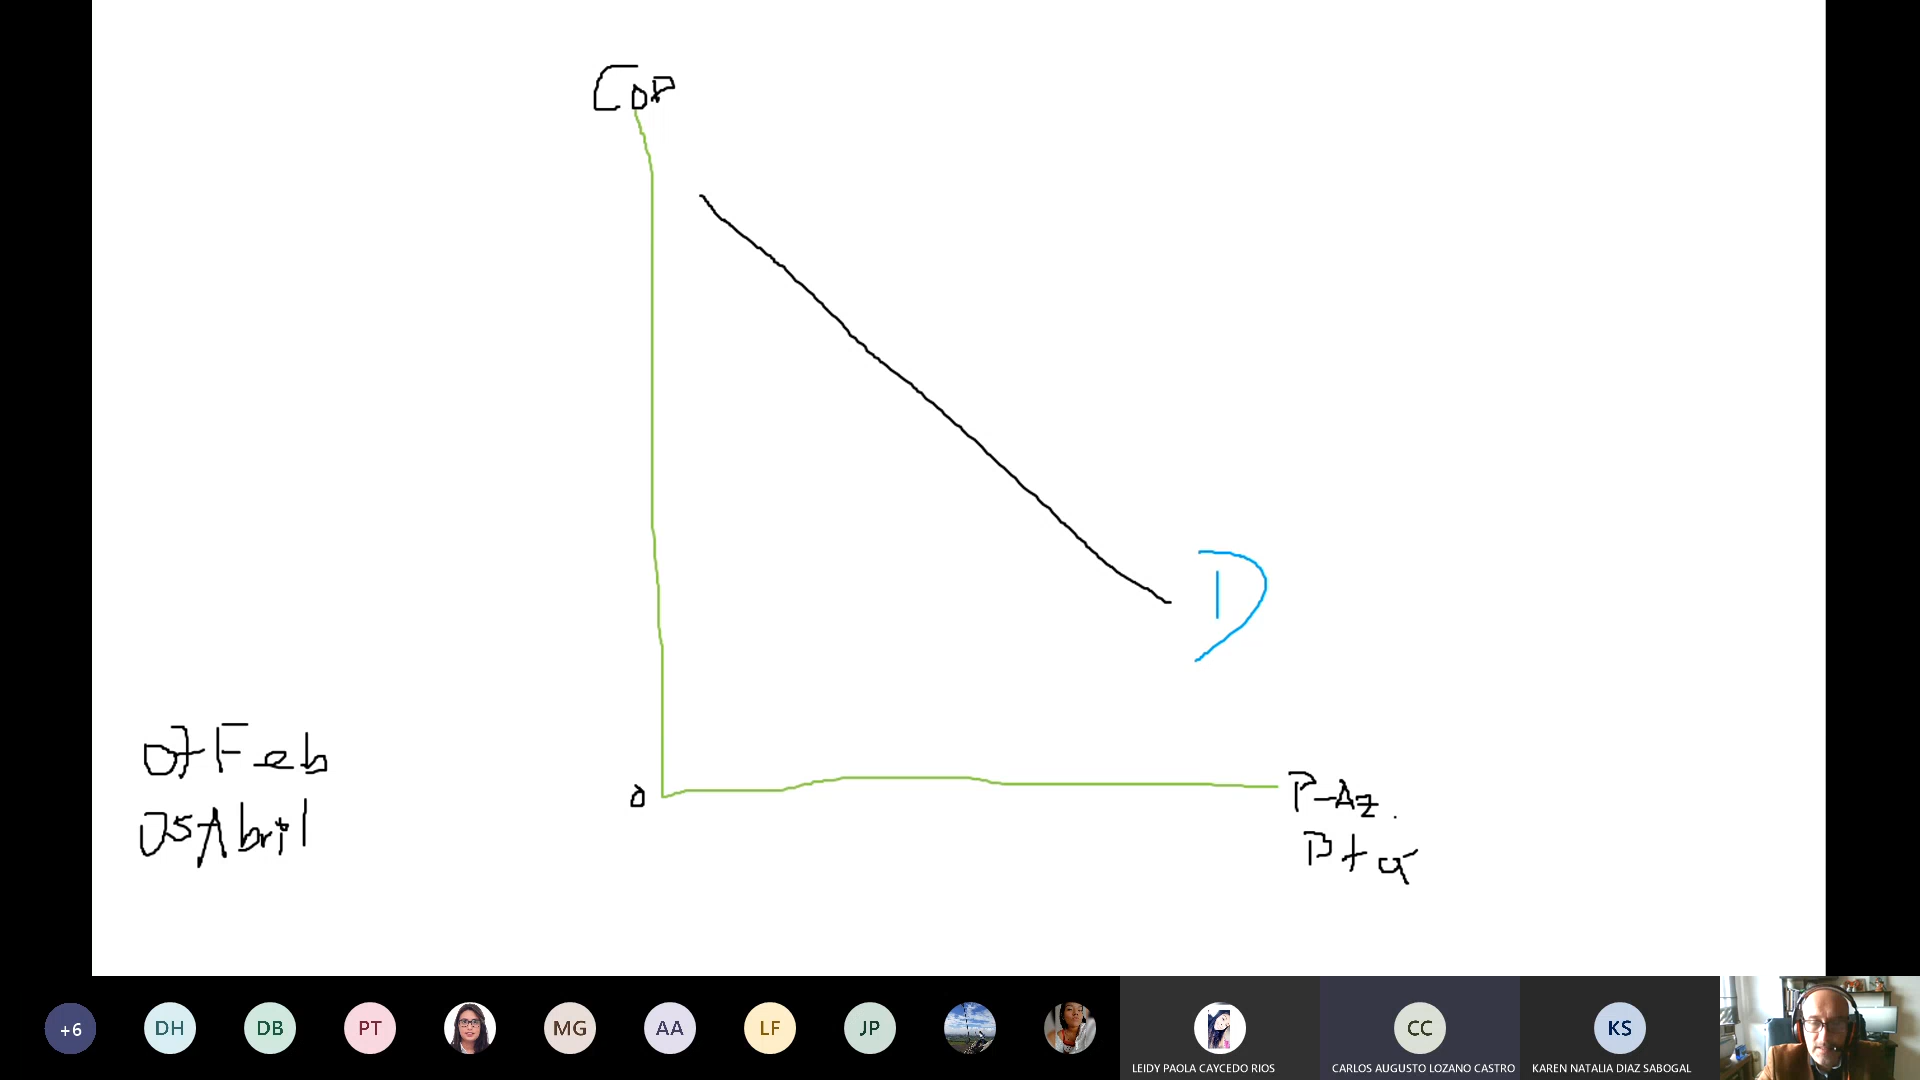 COP
D
07 Feb
05 Abril
0
P-Az.
Bta
+6
DH
DB
PT
MG
AA
LF
JP
CC
KS
LEIDY PAOLA CAYCEDO RIOS
CARLOS AUGUSTO LOZANO CASTRO
KAREN NATALIA DIAZ SABOGAL